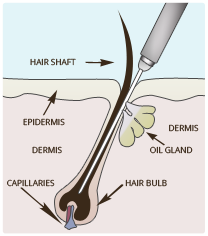 HAIR SHAFT
EPIDERMIS
DERMIS
DERMIS
OIL GLAND
CAPILLARIES
HAIR BULB